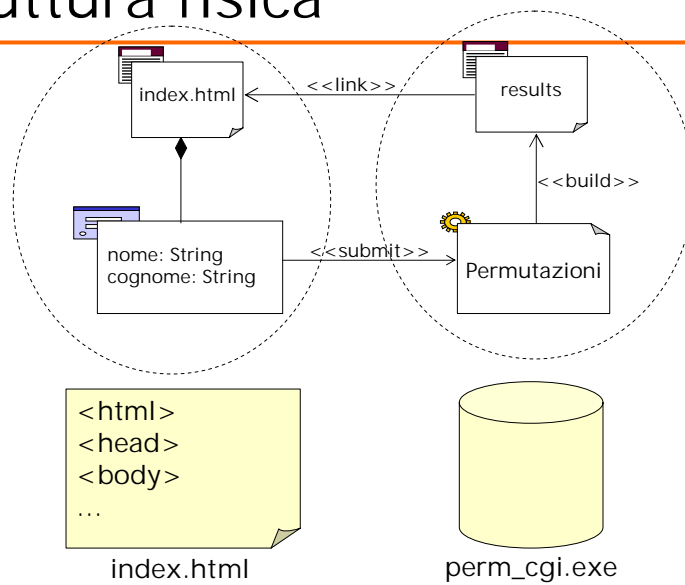 fisica
index.html
<<link>>
results
<<build>>
nome: String
cognome: String
<<submit>>
Permutazioni
<html>
<head>
<body>
...
index.html
perm_cgi.exe